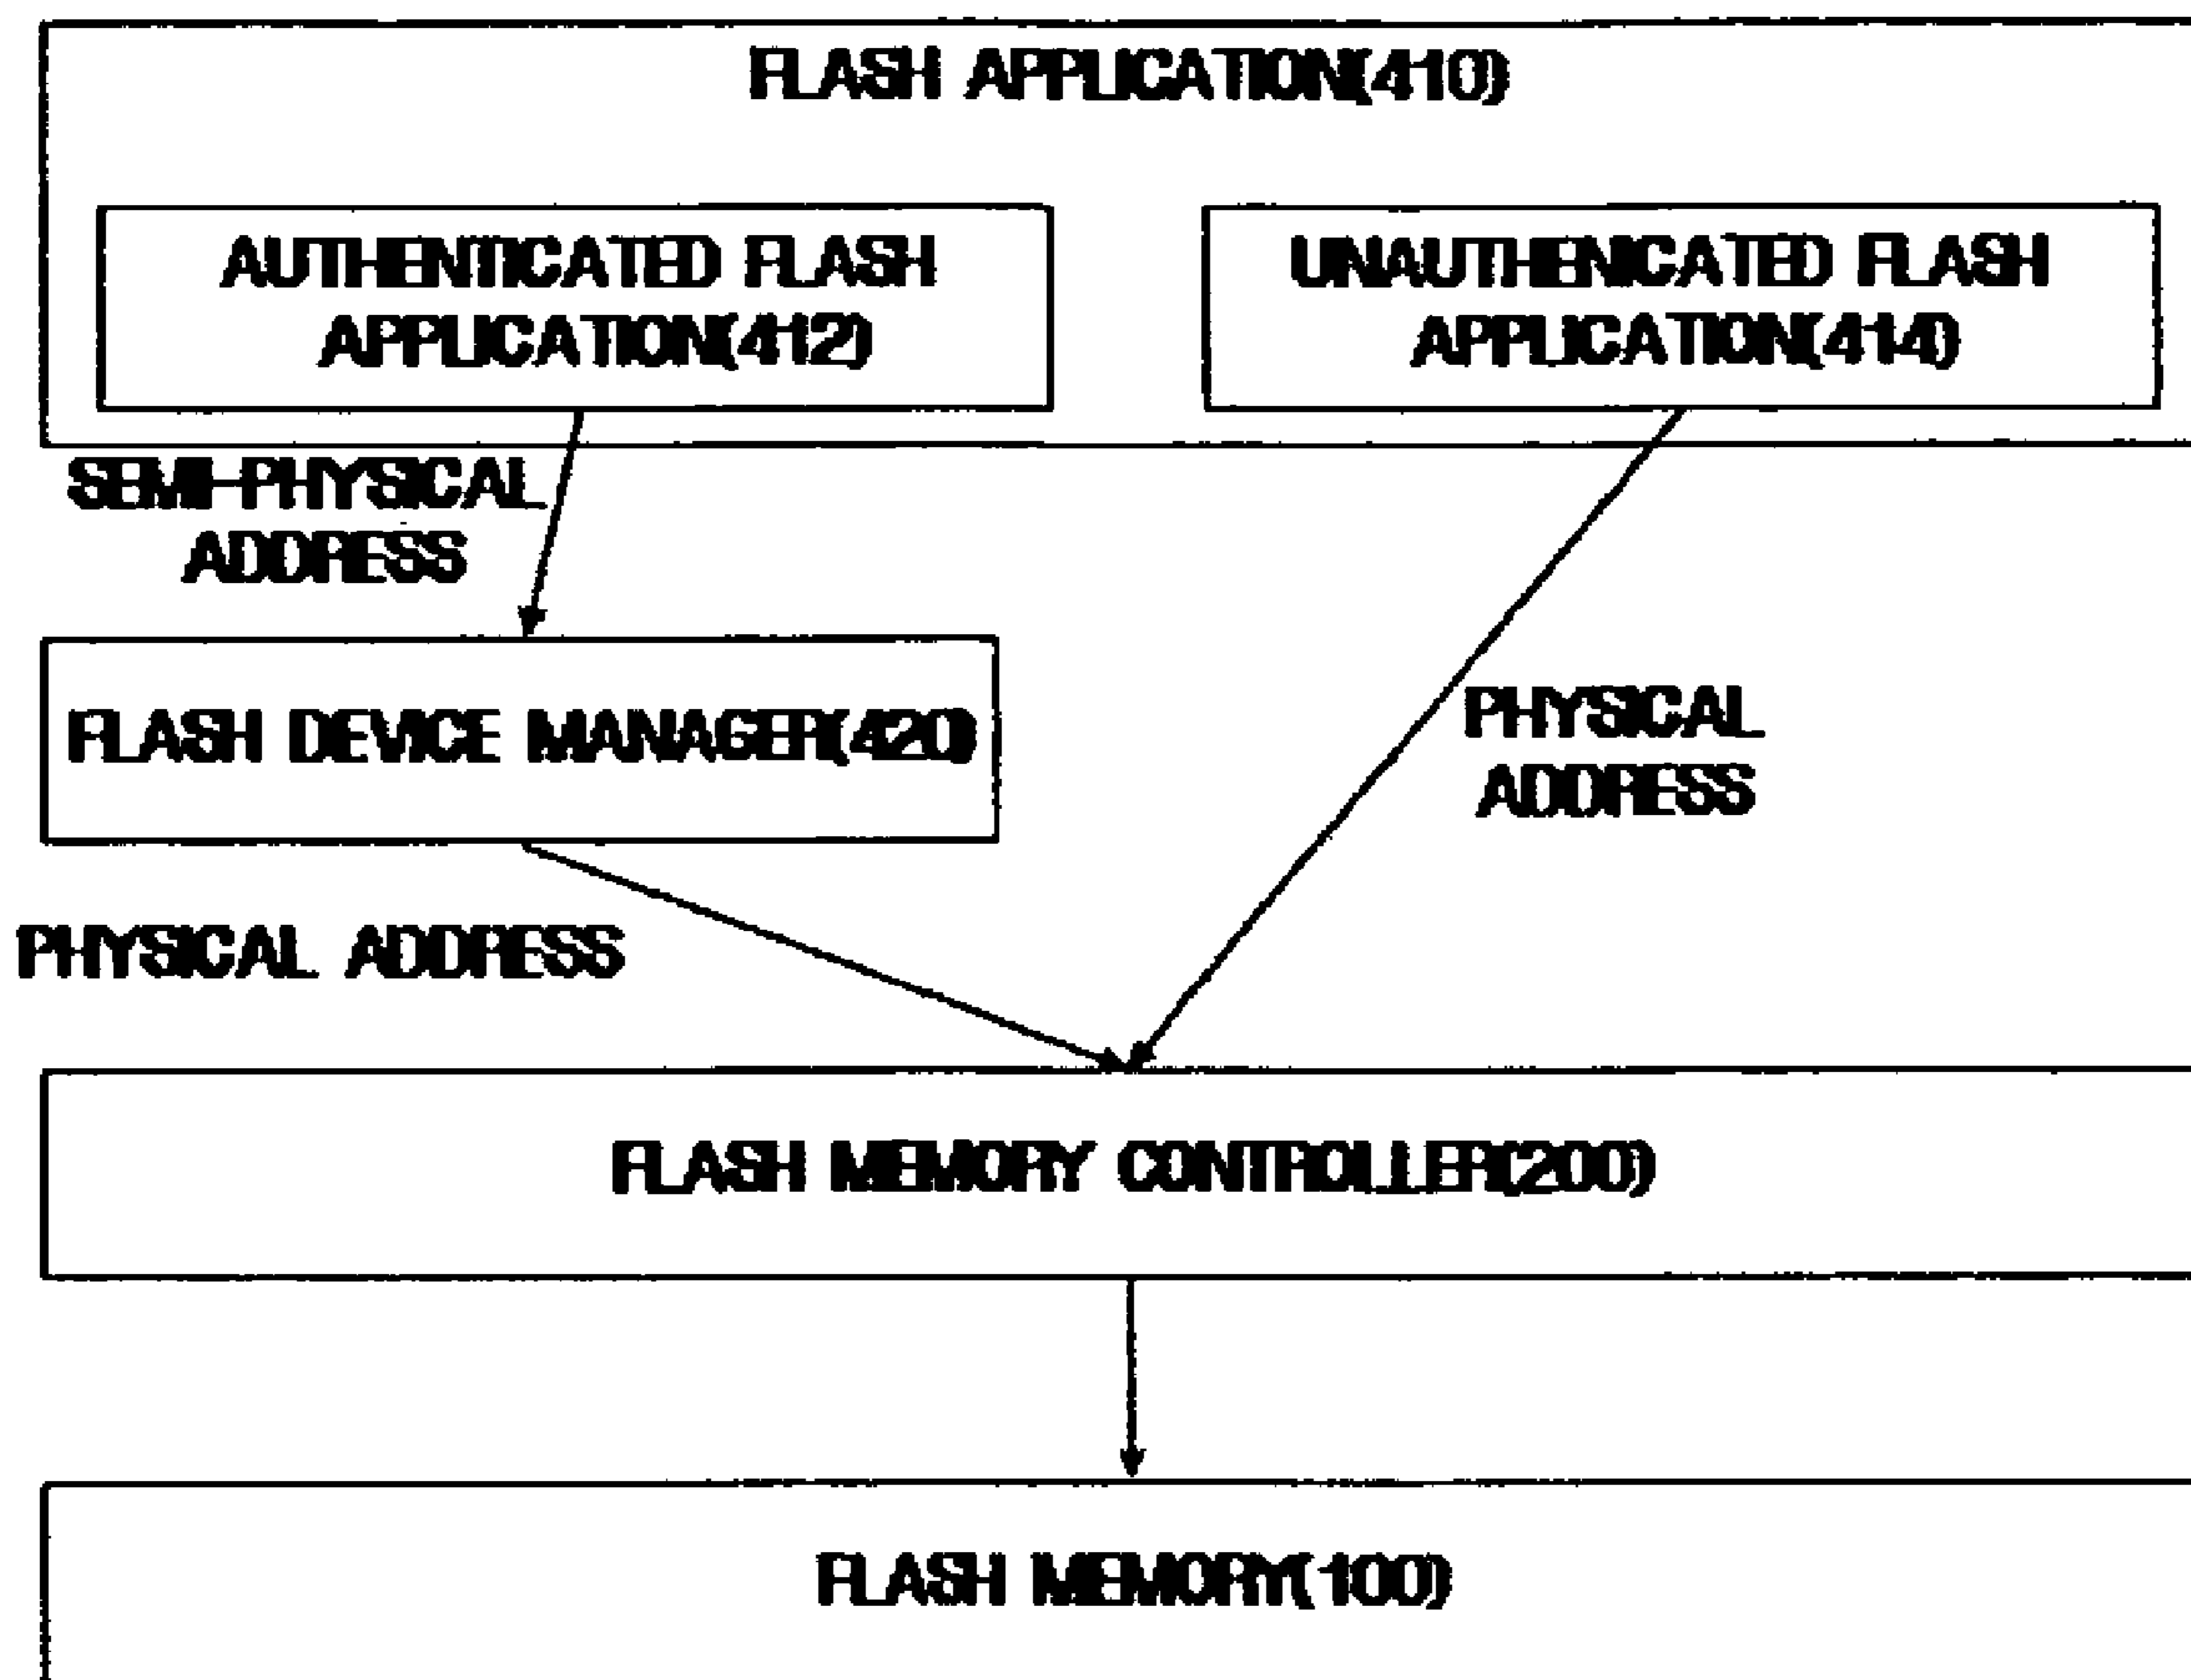 FLASH APPLICATION(410)
AUTHENTICATED FLASH
APPLICATION(412)
UNAUTHENICATED FLASH
APPLICATION(414)
SEMI-PHYSICAL
ADDRESS
FLASH DEVICE MANAGER(420)
PHYSICAL
ADDRESS
PHYSICAL ADDRESS
FLASH MEMORY CONTROLLER(200)
FLASH MEMORY(100)